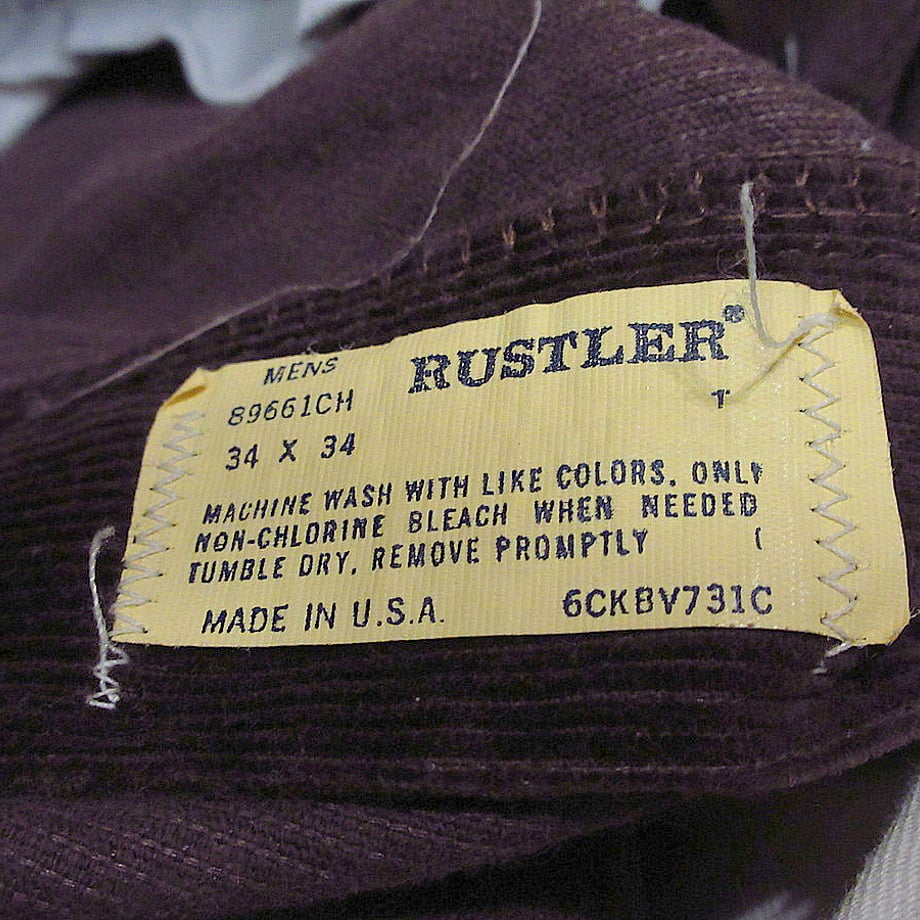 MENS
RUSTLER®
89661CH
T
34 X 34
MACHINE WASH WITH LIKE COLORS. ONLY
NON-CHLORINE BLEACH WHEN NEEDED
TUMBLE DRY, REMOVE PROMPTLY
MADE IN U.S.A. 6CKBV731C